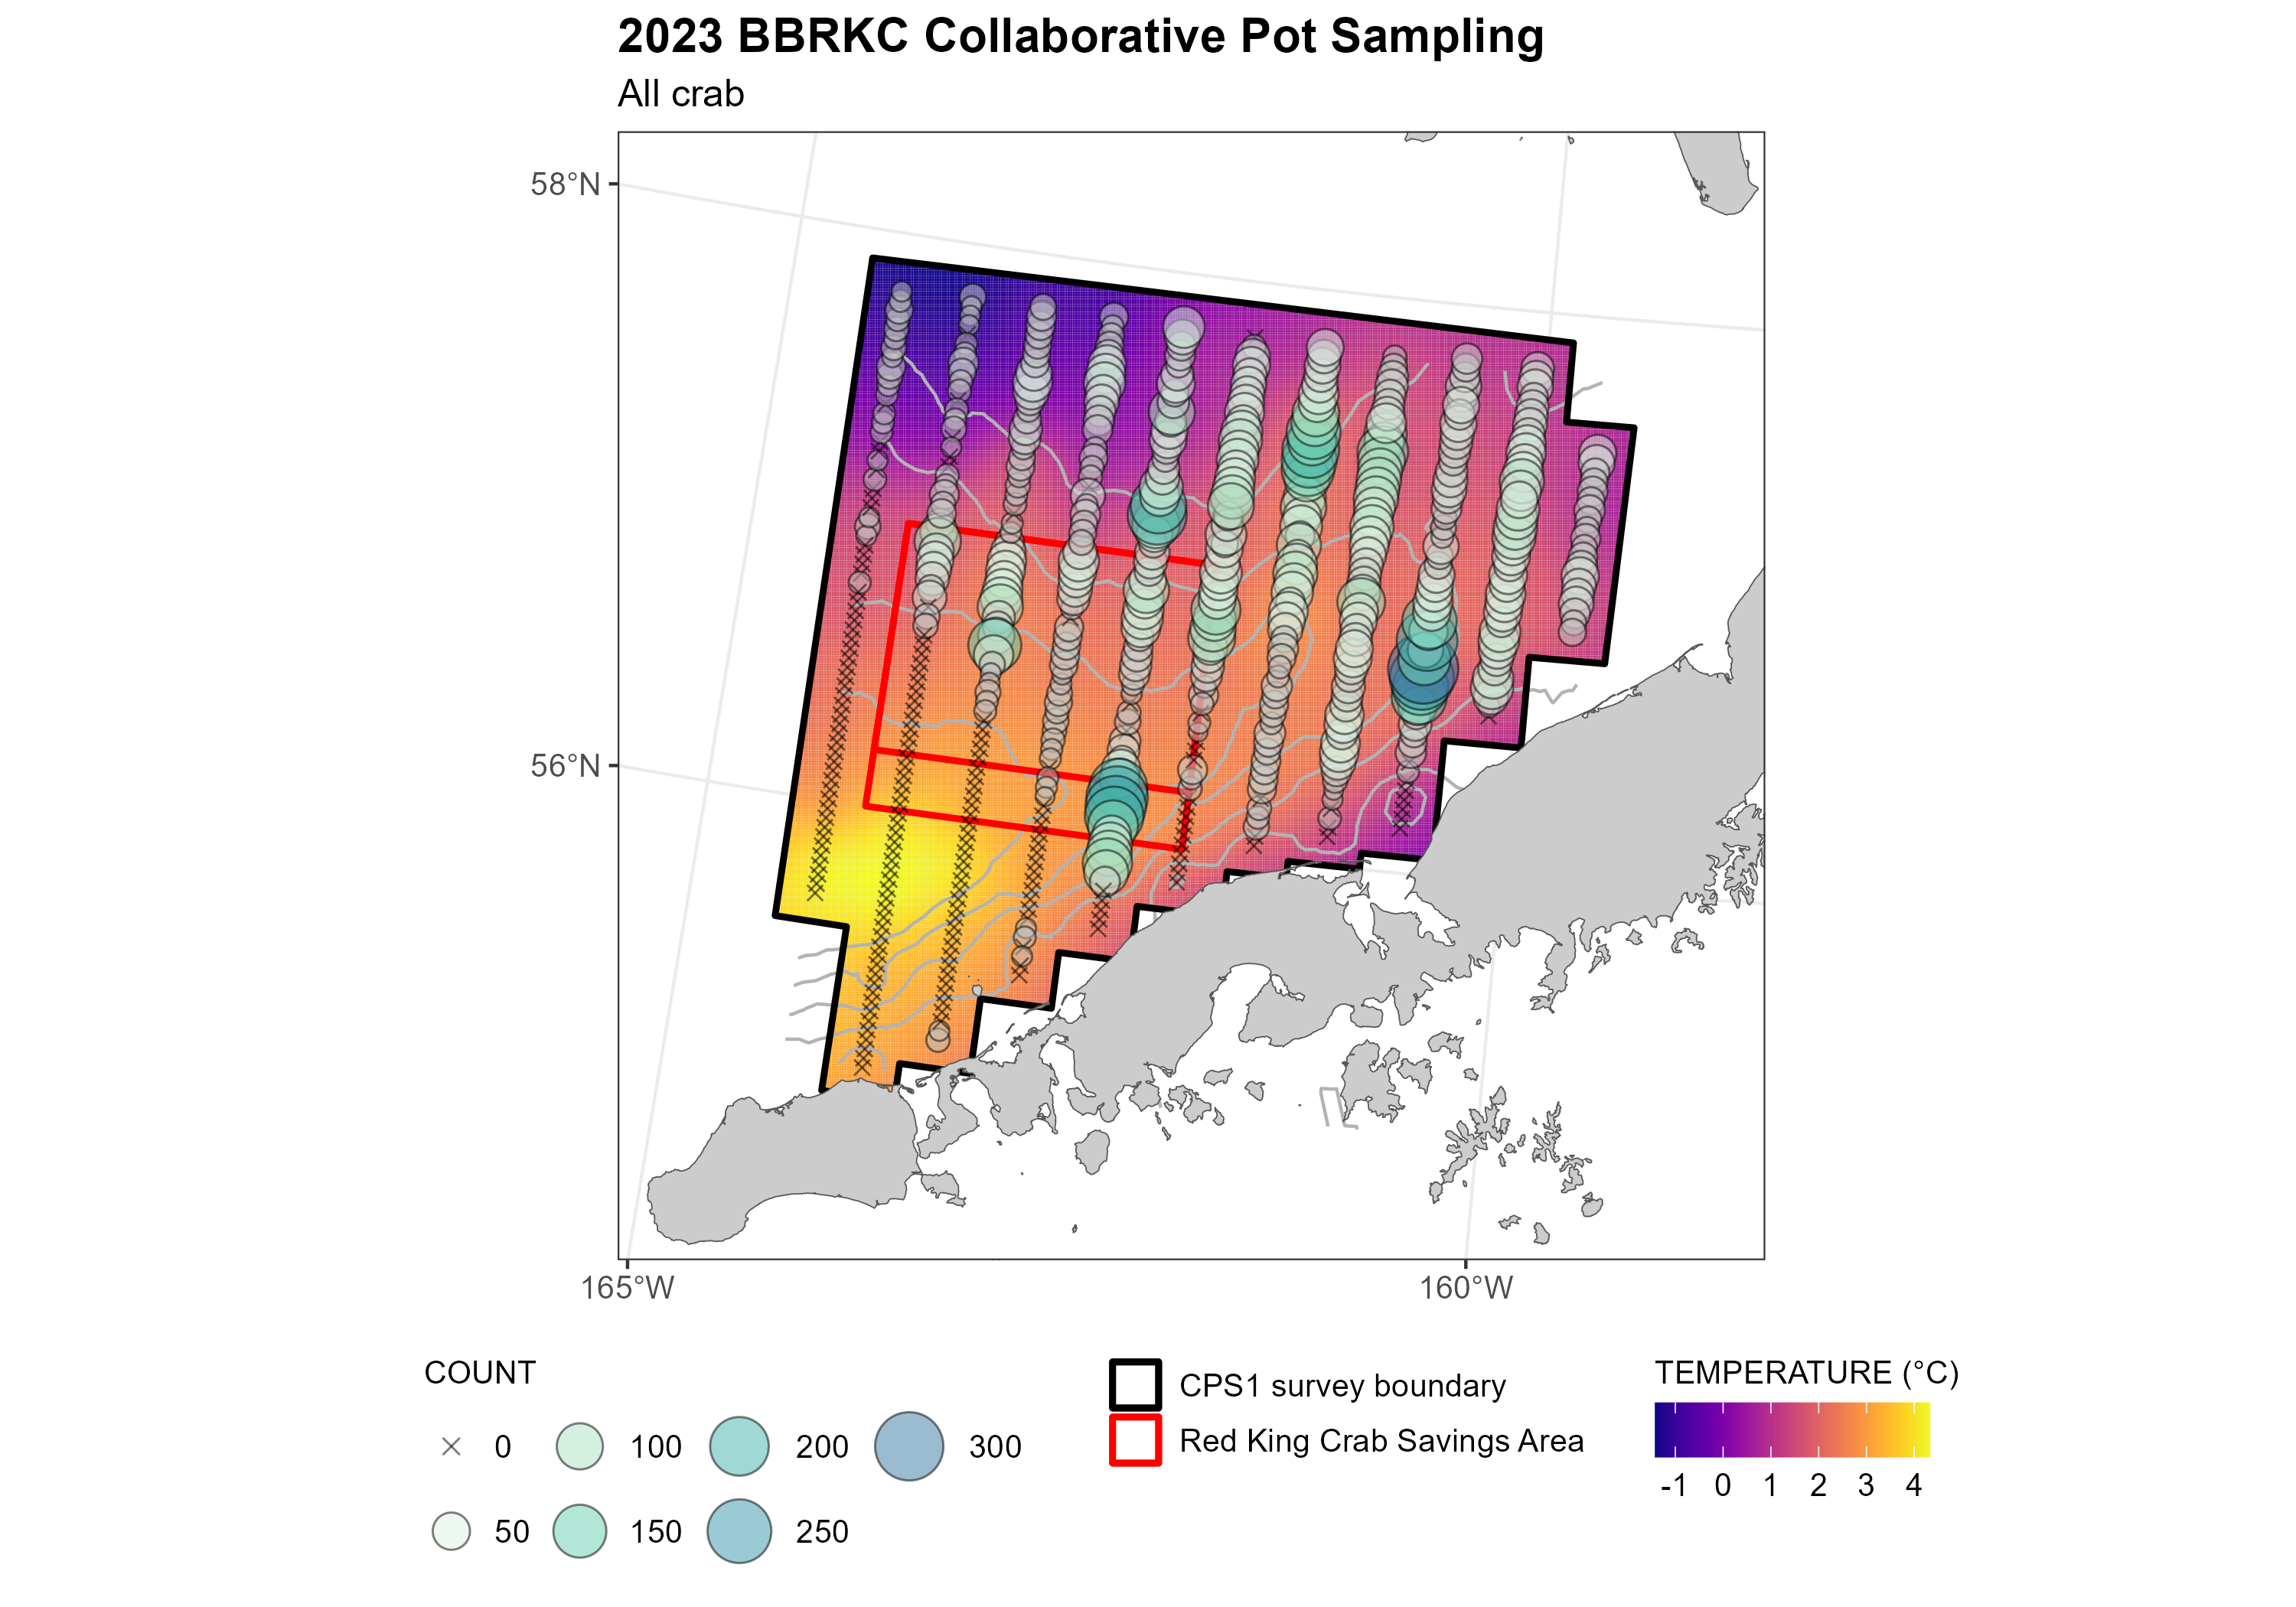 2023 BBRKC Collaborative Pot Sampling
All crab
58°N
56°N
165°W
160°W
COUNT
0
100
200
300
50
150
250
CPS1 survey boundary
Red King Crab Savings Area
TEMPERATURE (°C)
-1 0 1 2 3 4